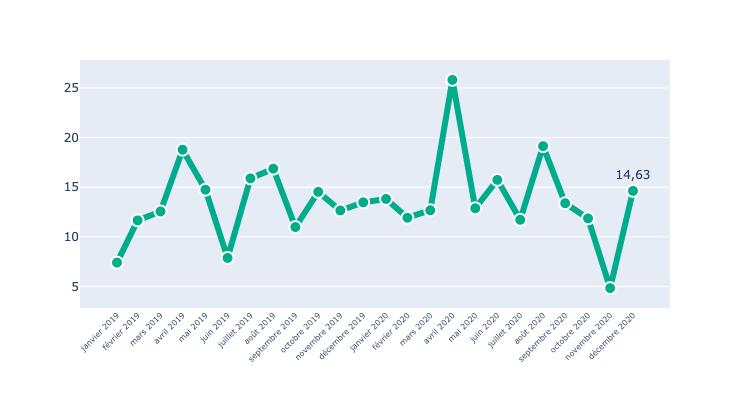 25
20
15
10
5
14,63
janvier 2019
février 2019
mars 2019
avril 2019
mai 2019
juin 2019
juillet 2019
août 2019
septembre 2019
octobre 2019
novembre 2019
décembre 2019
janvier 2020
février 2020
mars 2020
avril 2020
mai 2020
juin 2020
juillet 2020
août 2020
septembre 2020
octobre 2020
novembre 2020
décembre 2020